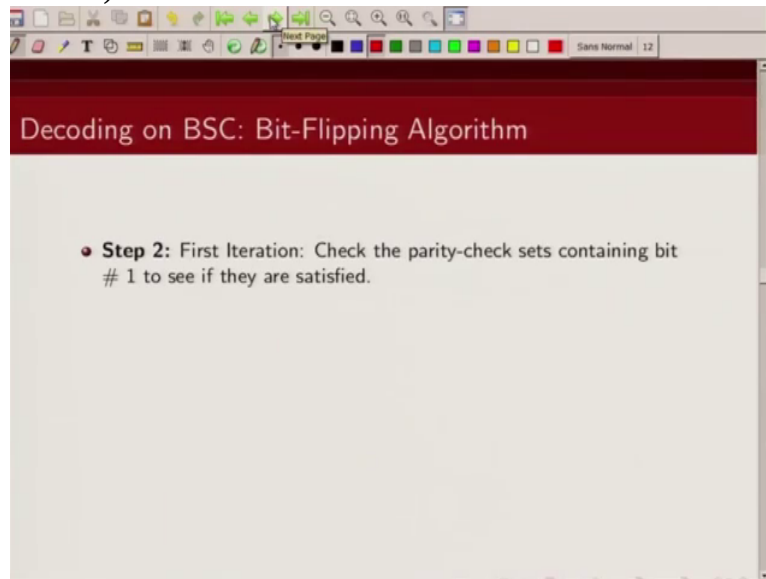 T
Next Page
Sans Normal 12
Decoding on BSC: Bit-Flipping Algorithm
Step 2: First Iteration: Check the parity-check sets containing bit
# 1 to see if they are satisfied.